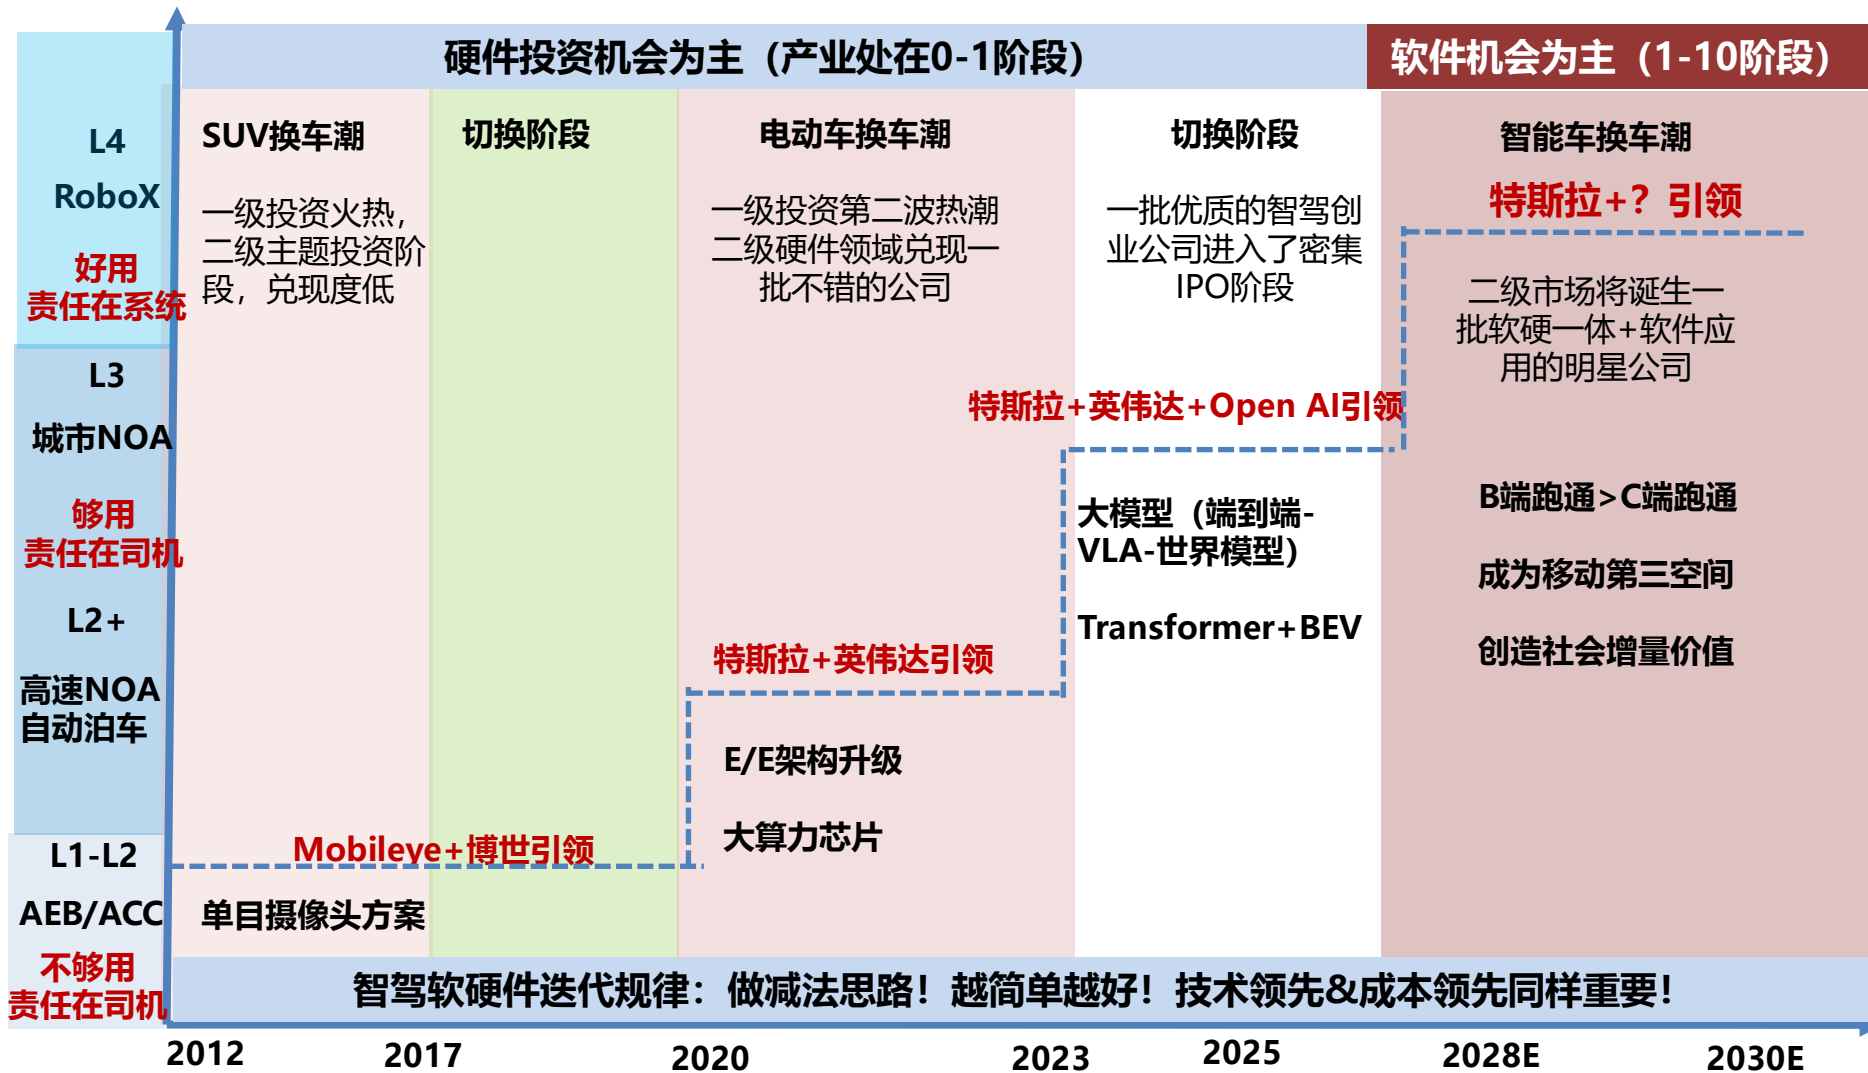 硬件投资机会为主（产业处在0-1阶段）
软件机会为主（1-10阶段）
L4
RoboX
好用
责任在系统
L3
城市NOA
够用
责任在司机
L2+
高速NOA
自动泊车
L1-L2
AEB/ACC
不够用
责任在司机
SUV换车潮
一级投资火热，
二级主题投资阶
段，兑现度低
切换阶段
电动车换车潮
一级投资第二波热潮
二级硬件领域兑现一
批不错的公司
切换阶段
一批优质的智驾创
业公司进入了密集
IPO阶段
智能车换车潮
特斯拉+？引领
二级市场将诞生一
批软硬一体+软件应
用的明星公司
特斯拉+英伟达+Open AI引领
B端跑通>C端跑通
成为移动第三空间
创造社会增量价值
大模型（端到端-
VLA-世界模型）
Transformer+BEV
特斯拉+英伟达引领
E/E架构升级
大算力芯片
Mobileye+博世引领
单目摄像头方案
智驾软硬件迭代规律：做减法思路！越简单越好！技术领先&成本领先同样重要！
2012
2017
2020
2023
2025
2028E
2030E